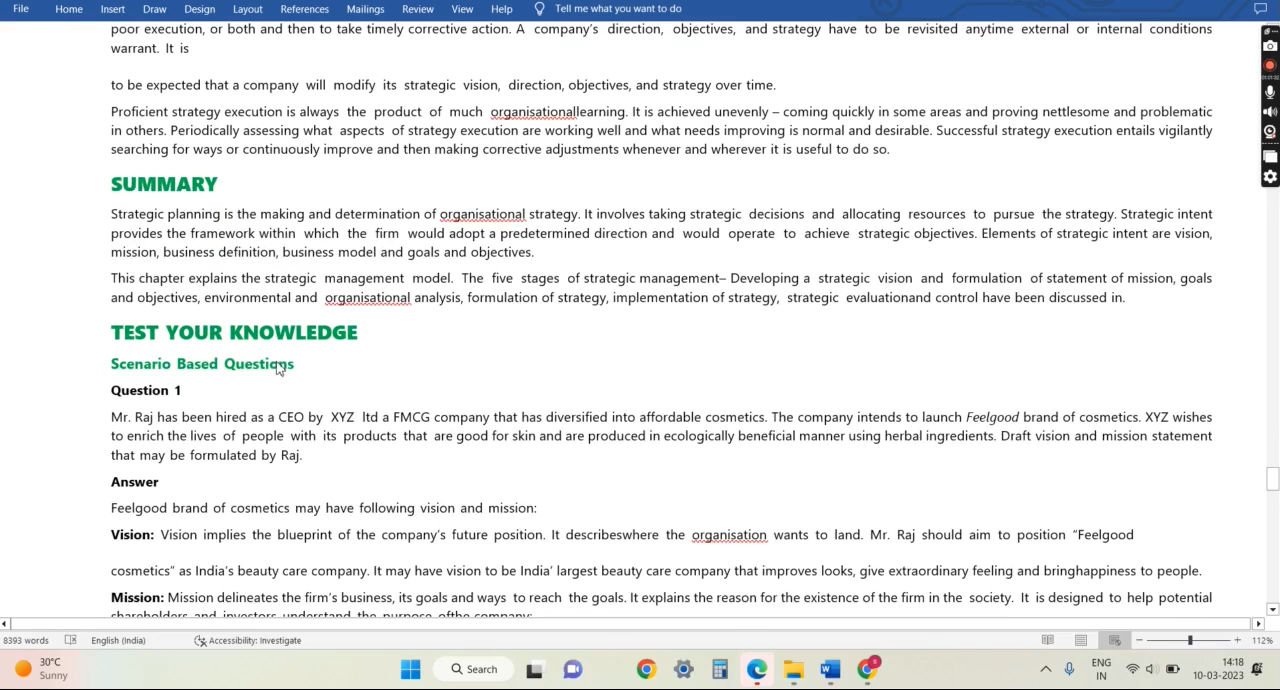 File Home Insert Draw Design Layout References Mailings Review View Help Tell me what you want to do
poor execution, or both and then to take timely corrective action. A company's direction, objectives, and strategy have to be revisited anytime external or internal conditions
warrant. It is
to be expected that a company will modify its strategic vision, direction, objectives, and strategy over time.
Proficient strategy execution is always the product of much organisationallearning. It is achieved unevenly – coming quickly in some areas and proving nettlesome and problematic
in others. Periodically assessing what aspects of strategy execution are working well and what needs improving is normal and desirable. Successful strategy execution entails vigilantly
searching for ways or continuously improve and then making corrective adjustments whenever and wherever it is useful to do so.
SUMMARY
Strategic planning is the making and determination of organisational strategy. It involves taking strategic decisions and allocating resources to pursue the strategy. Strategic intent
provides the framework within which the firm would adopt a predetermined direction and would operate to achieve strategic objectives. Elements of strategic intent are vision,
mission, business definition, business model and goals and objectives.
This chapter explains the strategic management model. The five stages of strategic management– Developing a strategic vision and formulation of statement of mission, goals
and objectives, environmental and organisational analysis, formulation of strategy, implementation of strategy, strategic evaluationand control have been discussed in.
TEST YOUR KNOWLEDGE
Scenario Based Questions
Question 1
Mr. Raj has been hired as a CEO by XYZ ltd a FMCG company that has diversified into affordable cosmetics. The company intends to launch Feelgood brand of cosmetics. XYZ wishes
to enrich the lives of people with its products that are good for skin and are produced in ecologically beneficial manner using herbal ingredients. Draft vision and mission statement
that may be formulated by Raj.
Answer
Feelgood brand of cosmetics may have following vision and mission:
Vision: Vision implies the blueprint of the company's future position. It describeswhere the organisation wants to land. Mr. Raj should aim to position "Feelgood
cosmetics" as India's beauty care company. It may have vision to be India' largest beauty care company that improves looks, give extraordinary feeling and bringhappiness to people.
Mission: Mission delineates the firm's business, its goals and ways to reach the goals. It explains the reason for the existence of the firm in the society. It is designed to help potential
shareholders and investors understand the purpose ofthe company:
8393 words English (India) Accessibility: Investigate 112%
30°C
Sunny
Search
ENG
IN
14:18
10-03-2023